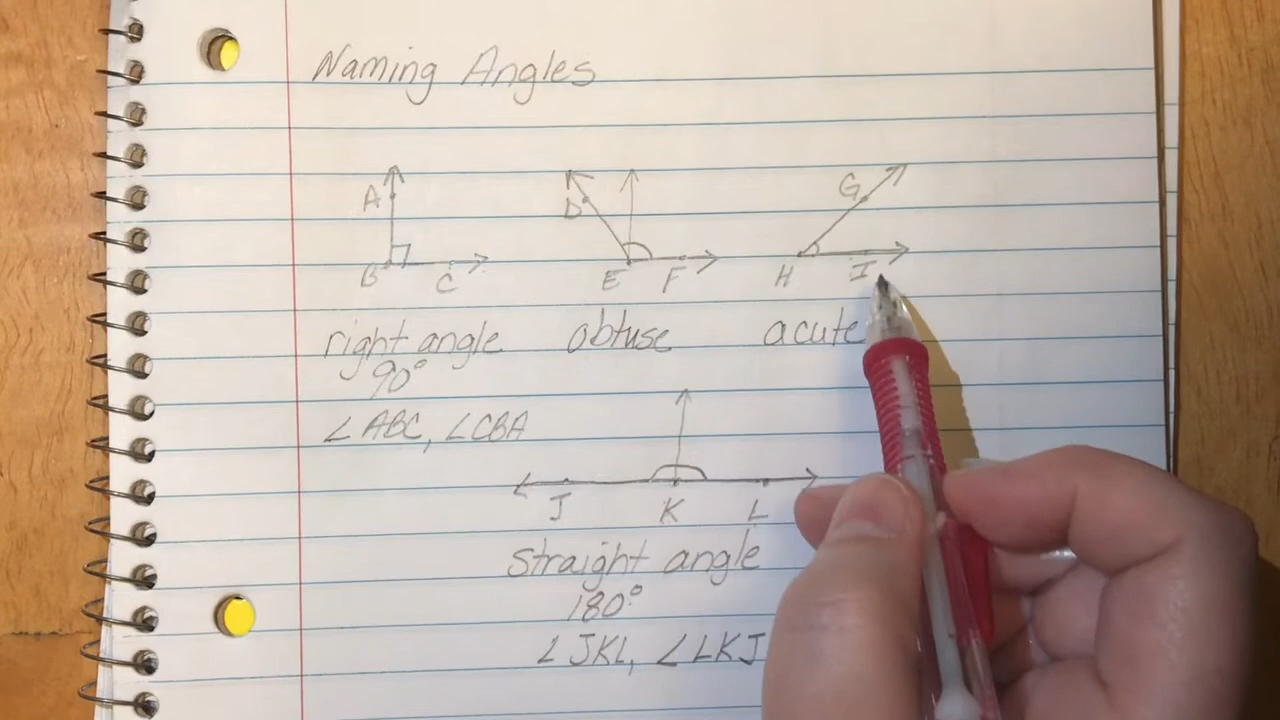 Naming Angles
A D G
B C E F H I
right angle obtuse acute
90°
∠ABC, ∠CBA
J K L
Straight angle
180°
∠JKL, ∠LKJ